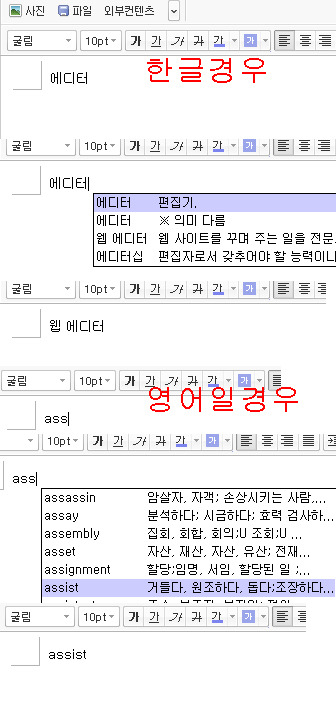 사진 파일 외부컨텐츠
굴림 10pt 가 가 가 가 가 가
한글경우
에디터
굴림 10pt 가 가 가 가 가 가
에디터
에디터 편집기,
에디터 ※ 의미 다름
웹 에디터 웹 사이트를 꾸며 주는 일을 전문
에디터십 편집자로서 갖추어야 할 능력이나
굴림 10pt 가 가 가 가 가 가
웹 에디터
굴림 10pt 가 가 가 가 가 가
영어일경우
ass
10pt 가 가 가 가 가 가
ass
assassin 암살자, 자객; 손상시키는 사람,...
assay 분석하다; 시금하다; 효력 검사하...
assembly 집회, 회합, 회의;U 조회;U ...
asset 자산, 재산, 자산, 유산; 전재...
assignment 할당;임명, 서임, 할당된 일 ;...
assist 거들다, 원조하다, 돕다;조장하다...
굴림 10pt 가 가 가 가 가 가
assist